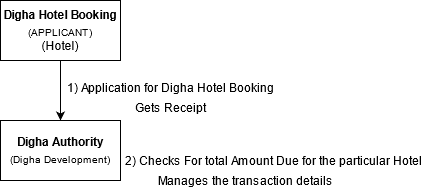 Digha Hotel Booking
(APPLICANT)
(Hotel)
1) Application for Digha Hotel Booking
Gets Receipt
Digha Authority
(Digha Development)
2) Checks For total Amount Due for the particular Hotel
Manages the transaction details